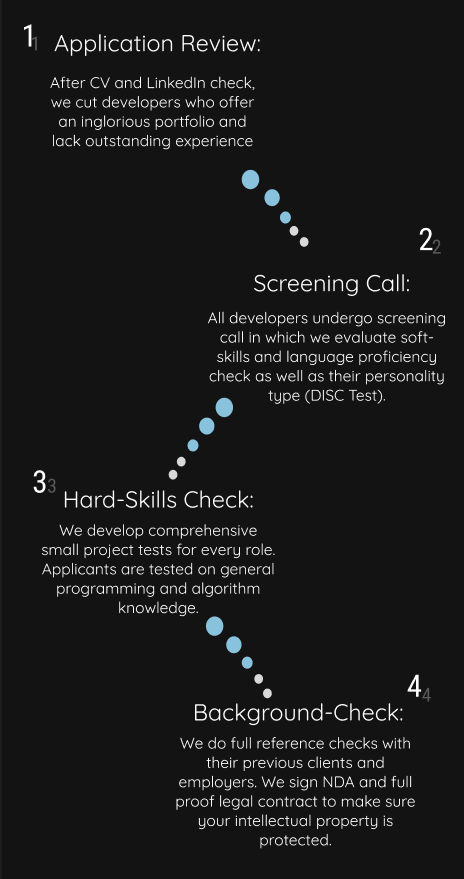 1 1
Application Review:
After CV and LinkedIn check,
we cut developers who offer
an inglorious portfolio and
lack outstanding experience
2 2
Screening Call:
All developers undergo screening
call in which we evaluate soft-
skills and language proficiency
check as well as their personality
type (DISC Test).
3 3
Hard-Skills Check:
We develop comprehensive
small project tests for every role.
Applicants are tested on general
programming and algorithm
knowledge.
4 4
Background-Check:
We do full reference checks with
their previous clients and
employers. We sign NDA and full
proof legal contract to make sure
your intellectual property is
protected.